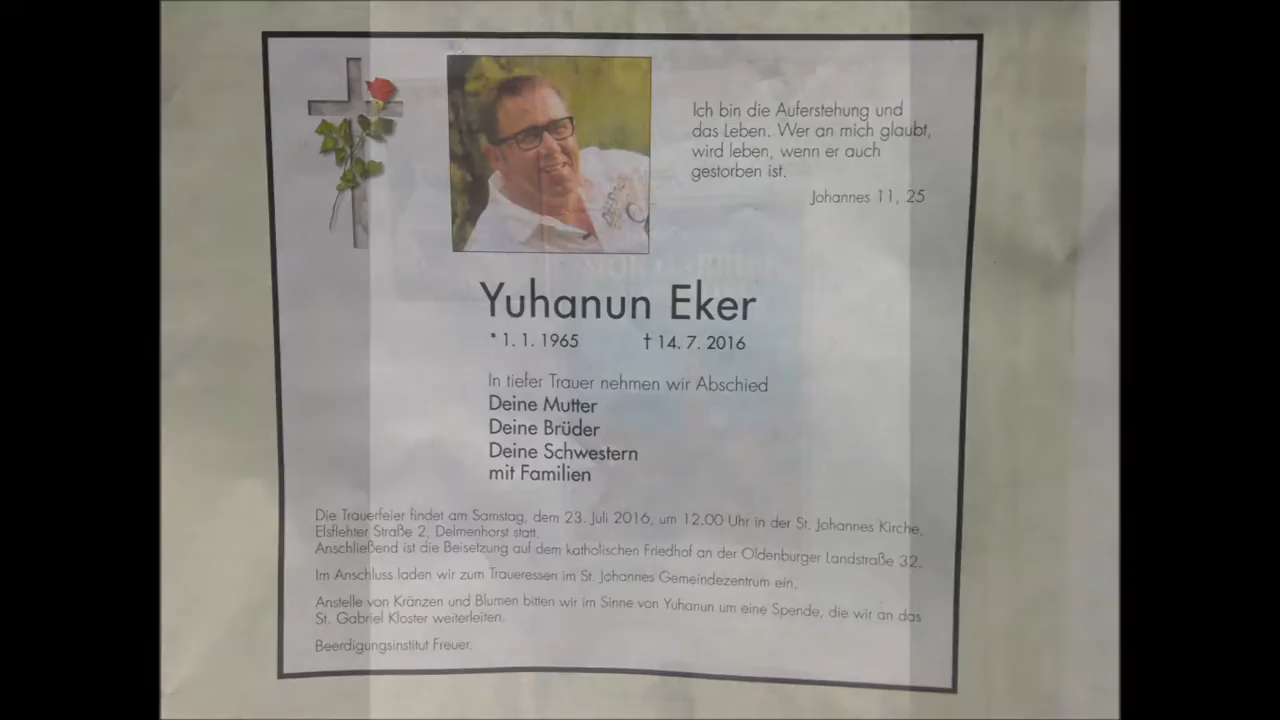 Ich bin die Auferstehung und
das Leben. Wer an mich glaubt,
wird leben, wenn er auch
gestorben ist.
Johannes 11, 25
Yuhanun Eker
* 1. 1. 1965 † 14. 7. 2016
In tiefer Trauer nehmen wir Abschied
Deine Mutter
Deine Brüder
Deine Schwestern
mit Familien
Die Trauerfeier findet am Samstag, dem 23. Juli 2016, um 12.00 Uhr in der St. Johannes Kirche,
Elsflehter Straße 2, Delmenhorst statt.
Anschließend ist die Beisetzung auf dem katholischen Friedhof an der Oldenburger Landstraße 32.
Im Anschluss laden wir zum Traueressen im St. Johannes Gemeindezentrum ein.
Anstelle von Kränzen und Blumen bitten wir im Sinne von Yuhanun um eine Spende, die wir an das
St. Gabriel Kloster weiterleiten.
Beerdigungsinstitut Freuer.